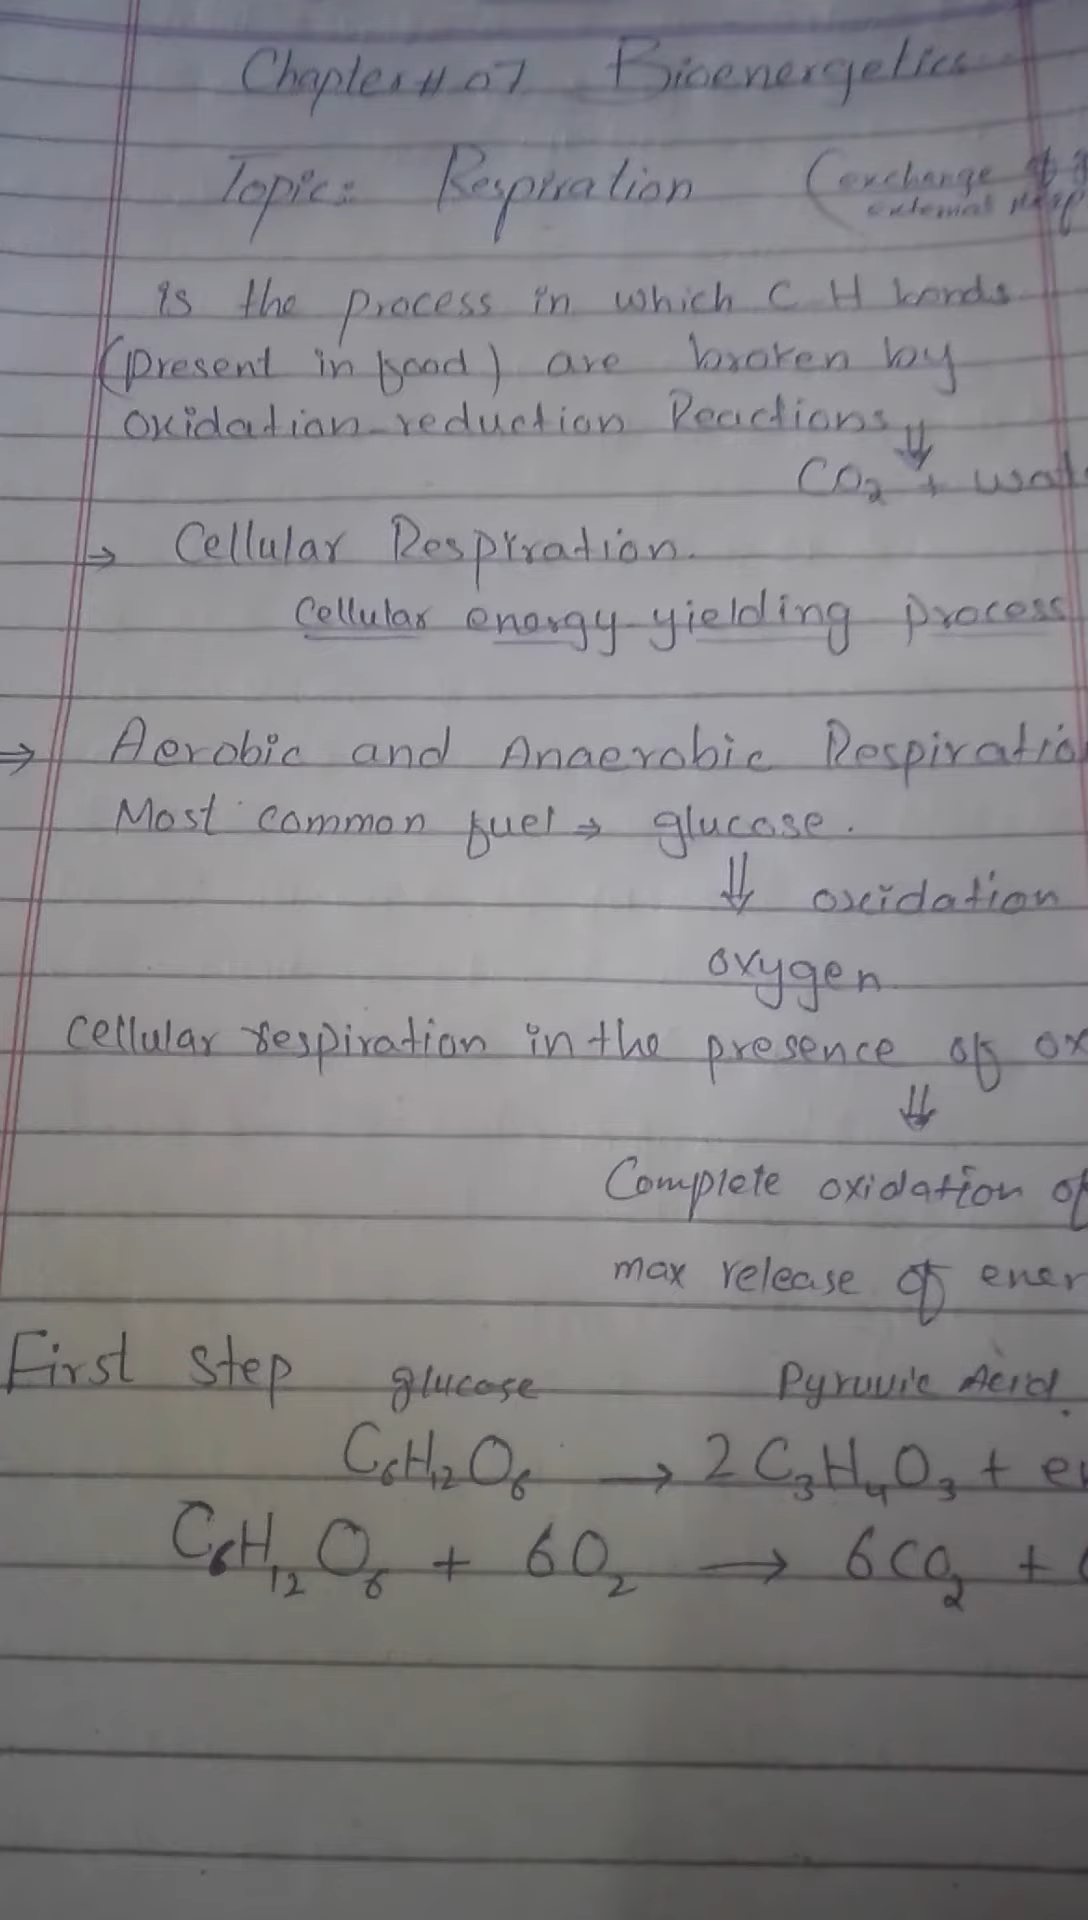 Chapter # 07 Bioenergetics
Topic: Respiration (exchange of
external
is the process in which C H bonds
(present in food) are broken by
oxidation-reduction Reactions ⇓
CO₂ +
→ Cellular Respiration.
Cellular energy-yielding process
⇒ Aerobic and Anaerobic Respiratio
Most common fuel → glucose.
⇓ oxidation
oxygen
cellular respiration in the presence of ox
⇓
Complete oxidation of
max release of ener
First step glucose Pyruvic Acid
C₆H₁₂O₆ → 2C₃H₄O₃ + e
C₆H₁₂O₆ + 6O₂ → 6CO₂ +